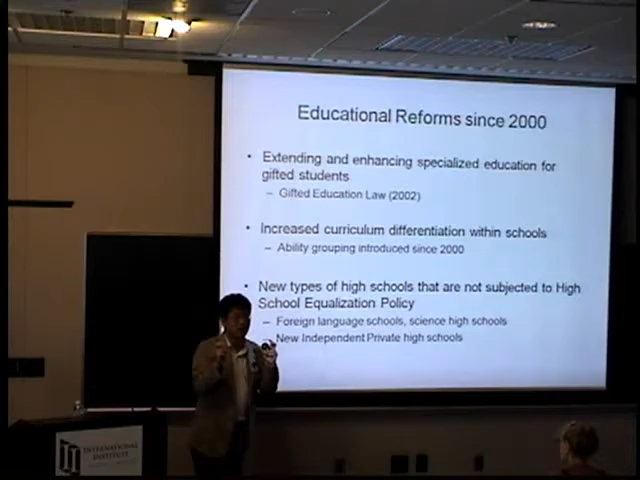 Educational Reforms since 2000
• Extending and enhancing specialized education for
gifted students
– Gifted Education Law (2002)
• Increased curriculum differentiation within schools
– Ability grouping introduced since 2000
• New types of high schools that are not subjected to High
School Equalization Policy
– Foreign language schools, science high schools
– New Independent Private high schools
INTERNATIONAL
INSTITUTE